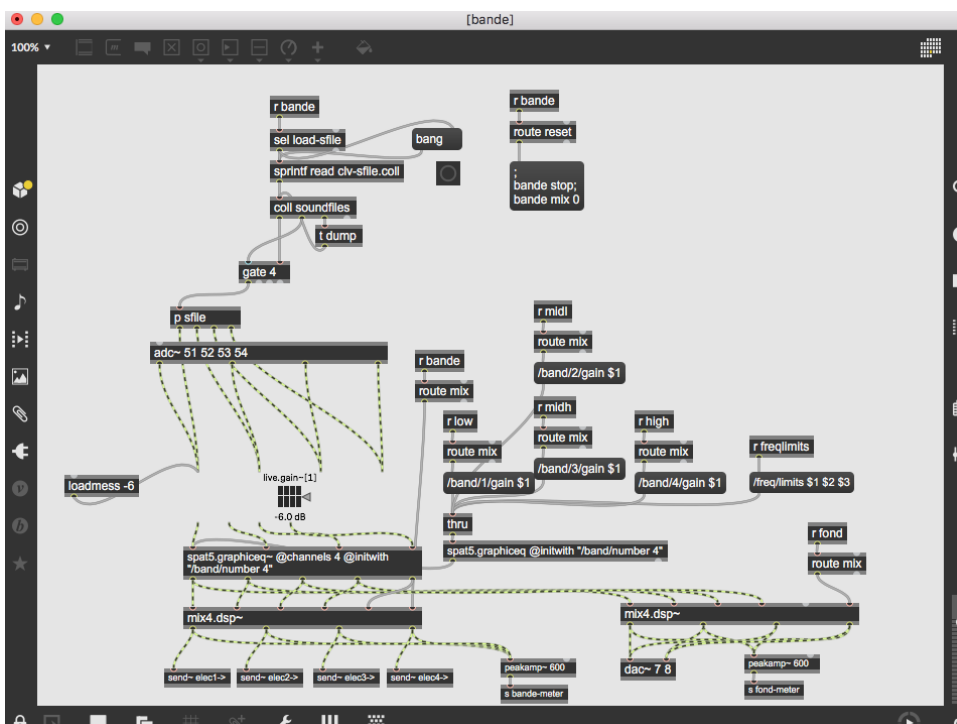 [bande]
100%
r bande
sel load-sfile
bang
sprintf read clv-sfile.coll
coll soundfiles
t dump
gate 4
p sfile
adc~ 51 52 53 54
r bande
route reset
;
bande stop;
bande mix 0
r bande
route mix
r midl
route mix
/band/2/gain $1
r low
route mix
/band/1/gain $1
r midh
route mix
/band/3/gain $1
r high
route mix
/band/4/gain $1
r freqlimits
/freq/limits $1 $2 $3
loadmess -6
live.gain~[1]
-6.0 dB
thru
spat5.graphiceq @initwith "/band/number 4"
spat5.graphiceq~ @channels 4 @initwith
"/band/number 4"
r fond
route mix
mix4.dsp~
mix4.dsp~
send~ elec1->
send~ elec2->
send~ elec3->
send~ elec4->
peakamp~ 600
s bande-meter
dac~ 7 8
peakamp~ 600
s fond-meter